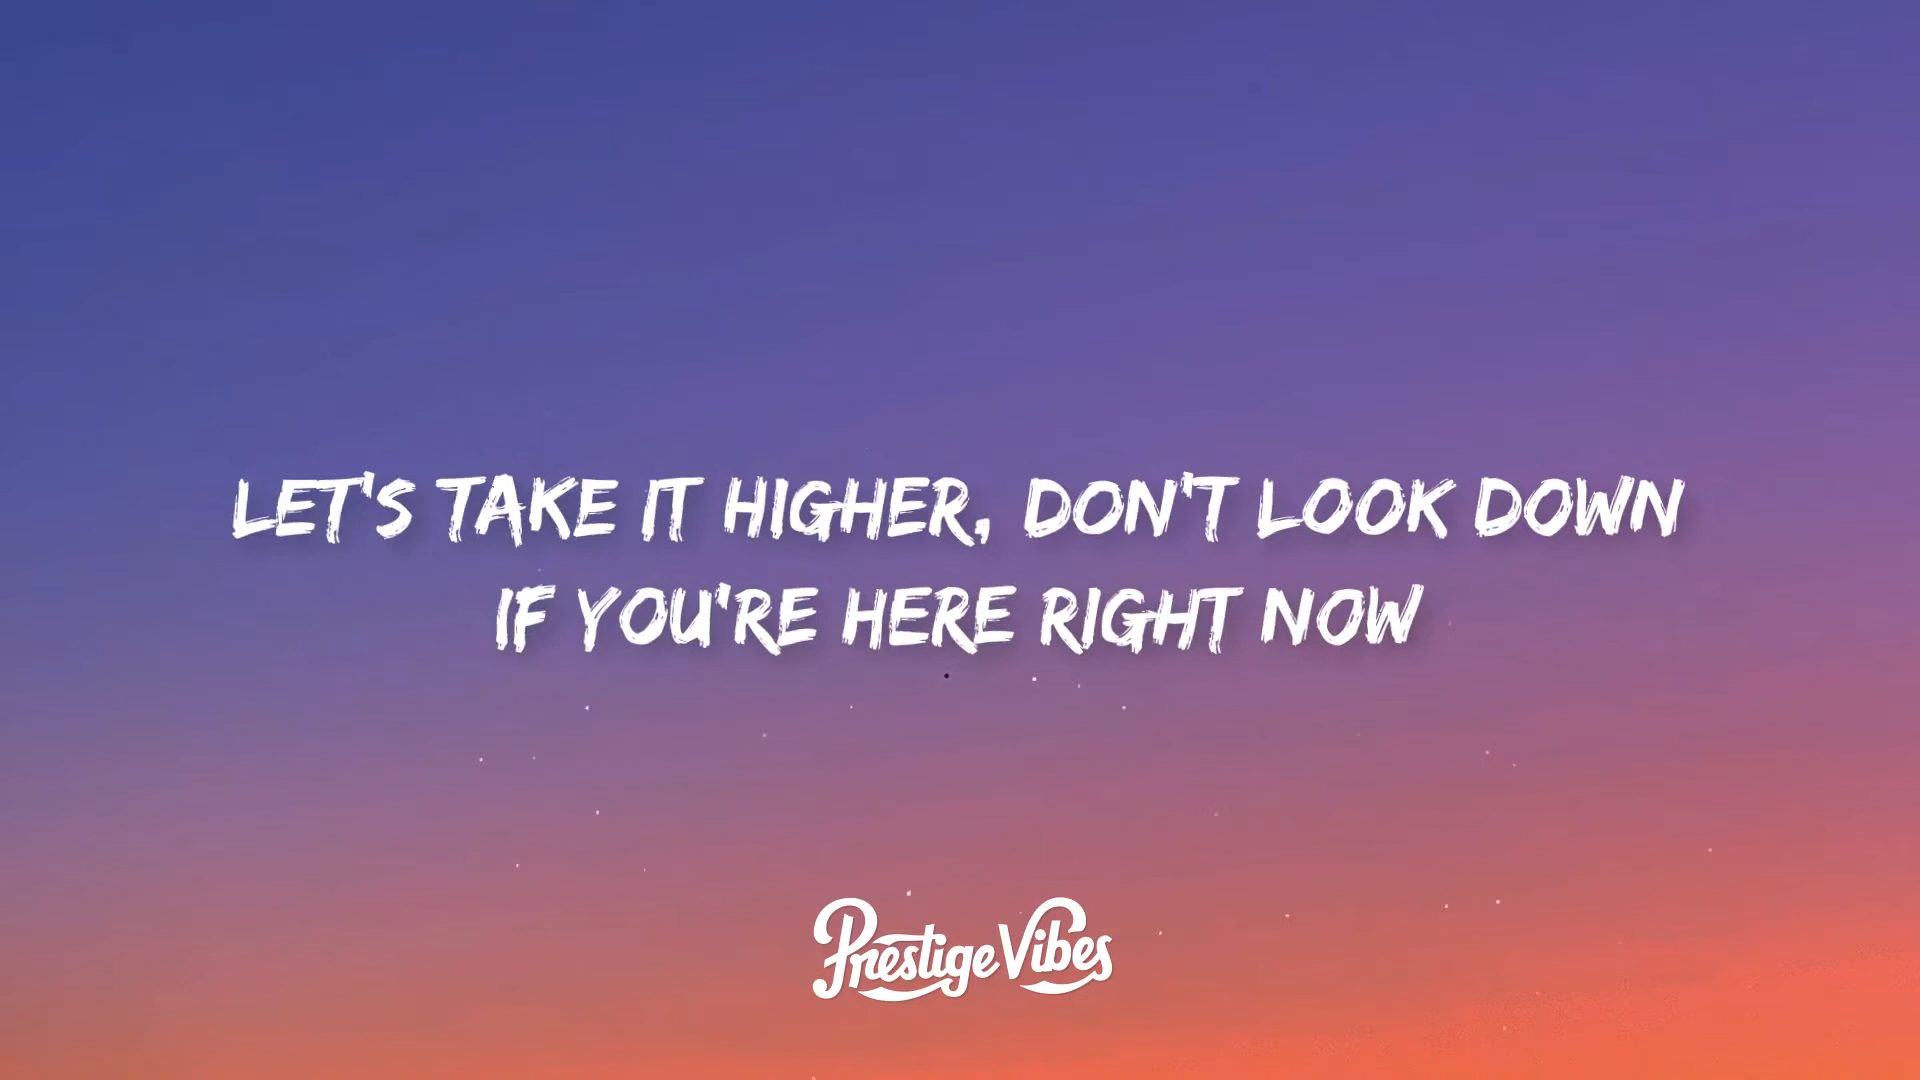 LET'S TAKE IT HIGHER, DON'T LOOK DOWN
IF YOU'RE HERE RIGHT NOW
Prestige Vibes